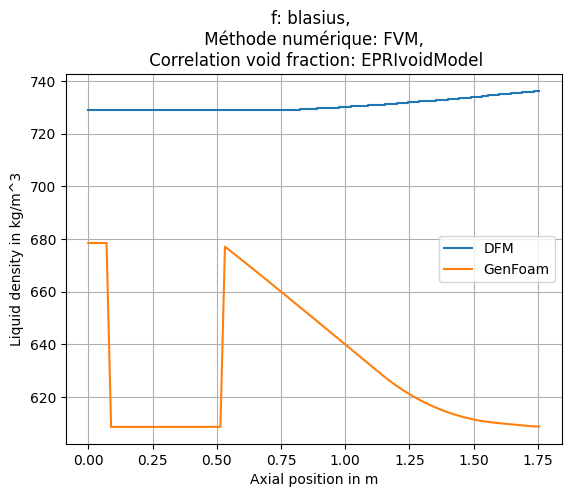 f: blasius,
Méthode numérique: FVM,
Correlation void fraction: EPRIvoidModel
Liquid density in kg/m^3
740
720
700
680
660
640
620
DFM
GenFoam
0.00 0.25 0.50 0.75 1.00 1.25 1.50 1.75
Axial position in m